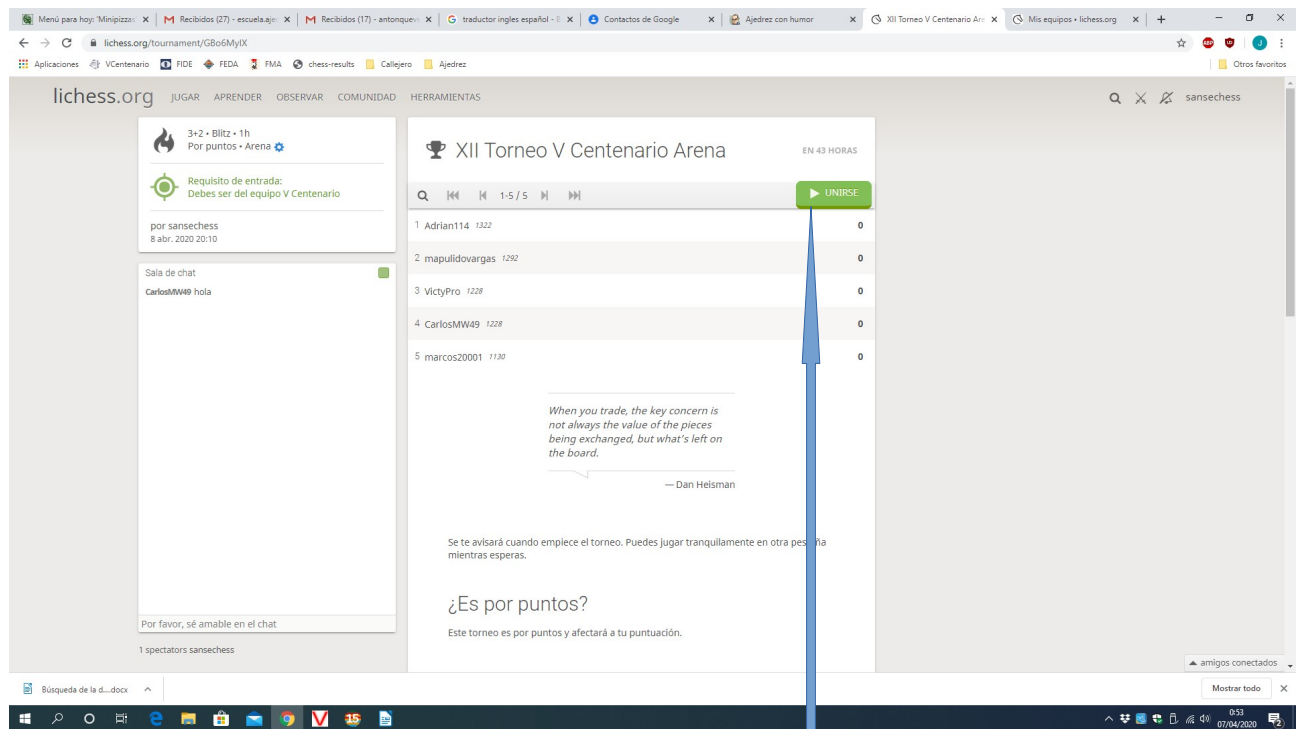 Menú para hoy: 'Minipizzas
Recibidos (27) - escuela.aje
Recibidos (17) - antonqueve
traductor ingles español - B
Contactos de Google
Ajedrez con humor
XII Torneo V Centenario Are
Mis equipos • lichess.org
lichess.org/tournament/GBo6MyIX
Aplicaciones VCentenario FIDE FEDA FMA chess-results Callejero Ajedrez Otros favoritos
lichess.org JUGAR APRENDER OBSERVAR COMUNIDAD HERRAMIENTAS sansechess
3+2 • Blitz • 1h
Por puntos • Arena
Requisito de entrada:
Debes ser del equipo V Centenario
por sansechess
8 abr. 2020 20:10
Sala de chat
CarlosMW49 hola
Por favor, sé amable en el chat
1 spectators sansechess
XII Torneo V Centenario Arena EN 43 HORAS
1-5 / 5 UNIRSE
1 Adrian114 1322 0
2 mapulidovargas 1292 0
3 VictyPro 1228 0
4 CarlosMW49 1228 0
5 marcos20001 1130 0
When you trade, the key concern is
not always the value of the pieces
being exchanged, but what's left on
the board.
— Dan Heisman
Se te avisará cuando empiece el torneo. Puedes jugar tranquilamente en otra
mientras esperas.
¿Es por puntos?
Este torneo es por puntos y afectará a tu puntuación.
amigos conectados
Búsqueda de la d....docx Mostrar todo
0:53
07/04/2020